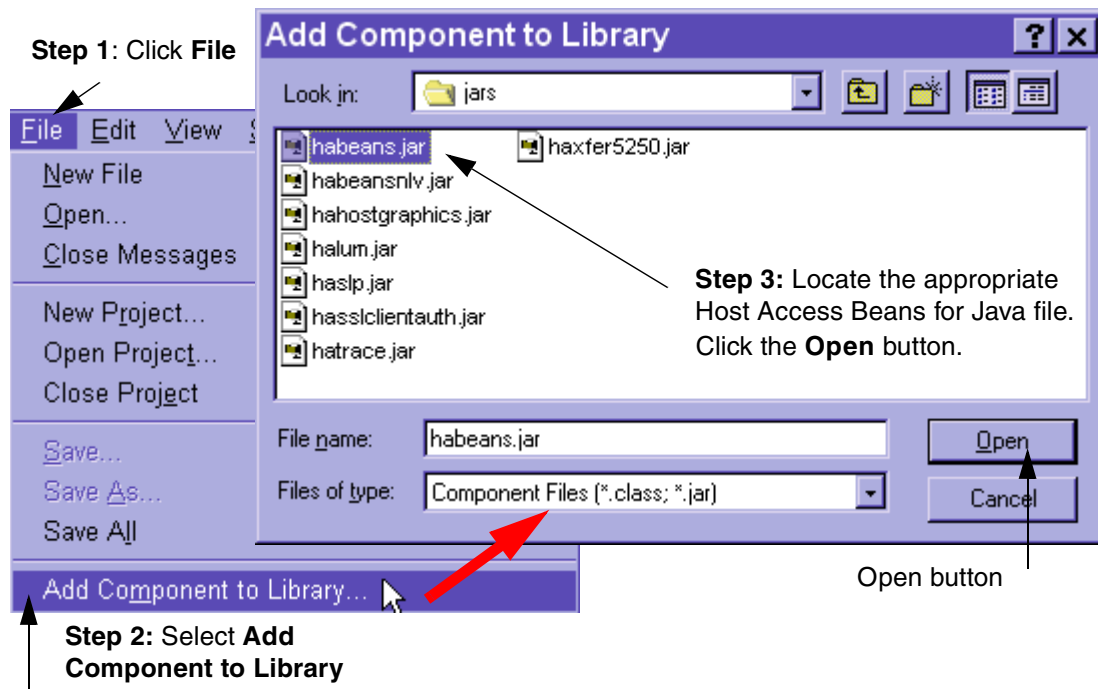 Step 1: Click File
File Edit View
New File
Open...
Close Messages
New Project...
Open Project...
Close Project
Save...
Save As...
Save All
Add Component to Library...
Step 2: Select Add
Component to Library
Add Component to Library
Look in: jars
habeans.jar
habeansnlv.jar
hahostgraphics.jar
halum.jar
haslp.jar
hasslclientauth.jar
hatrace.jar
haxfer5250.jar
Step 3: Locate the appropriate
Host Access Beans for Java file.
Click the Open button.
File name: habeans.jar
Open
Files of type: Component Files (*.class; *.jar)
Cancel
Open button